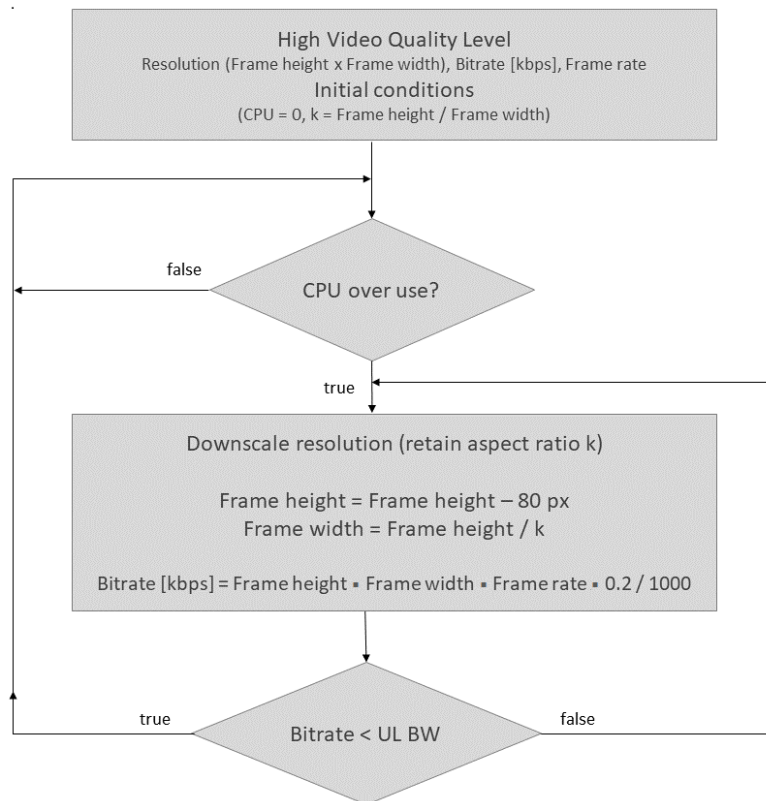 High Video Quality Level
Resolution (Frame height x Frame width), Bitrate [kbps], Frame rate
Initial conditions
(CPU = 0, k = Frame height / Frame width)
false
CPU over use?
true
Downscale resolution (retain aspect ratio k)
Frame height = Frame height – 80 px
Frame width = Frame height / k
Bitrate [kbps] = Frame height ▪ Frame width ▪ Frame rate ▪ 0.2 / 1000
true
Bitrate < UL BW
false